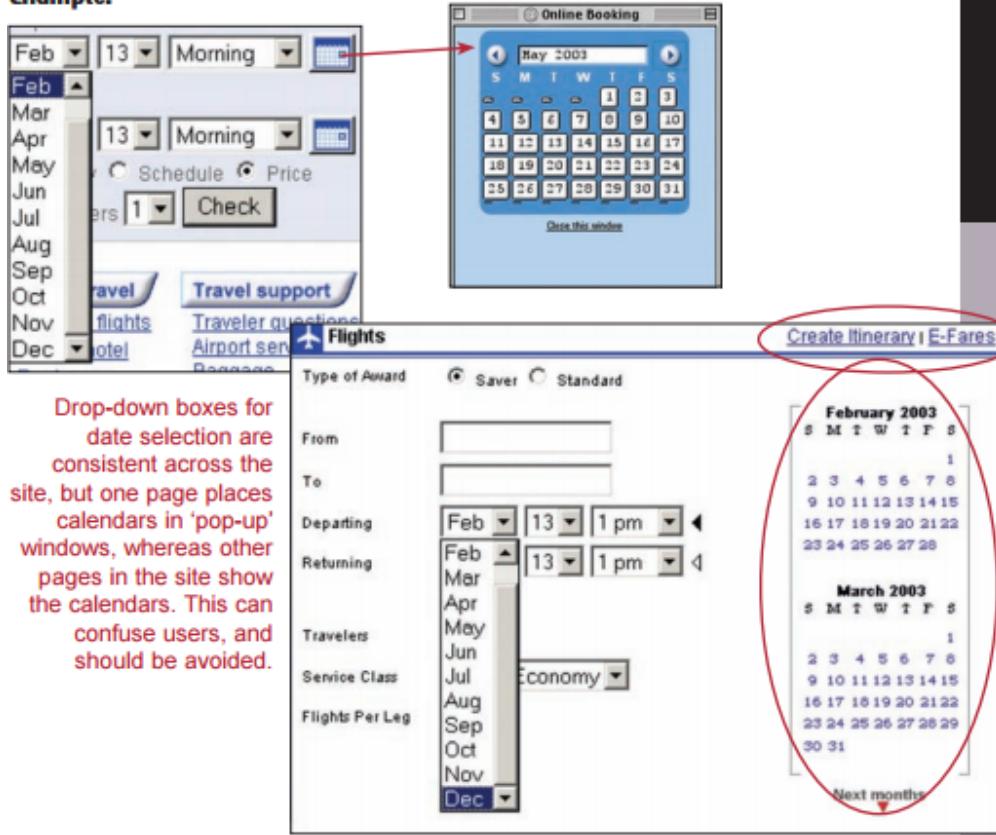 Example:
Feb 13 Morning
Feb
Mar
Apr 13 Morning
May Schedule Price
Jun
Jul ers 1 Check
Aug
Sep
Oct ravel Travel support
Nov flights Traveler questions
Dec otel Airport ser
Online Booking
May 2003
S M T W T F S
1 2 3
4 5 6 7 8 9 10
11 12 13 14 15 16 17
18 19 20 21 22 23 24
25 26 27 28 29 30 31
Close this window
Drop-down boxes for
date selection are
consistent across the
site, but one page places
calendars in ‘pop-up’
windows, whereas other
pages in the site show
the calendars. This can
confuse users, and
should be avoided.
Flights Create Itinerary | E-Fares
Type of Award Saver Standard
From
To
Departing Feb 13 1 pm
Returning 13 1 pm
Feb
Mar
Apr
May
Jun
Jul
Aug
Sep
Oct
Nov
Dec
Travelers
Service Class Economy
Flights Per Leg
February 2003
S M T W T F S
1
2 3 4 5 6 7 8
9 10 11 12 13 14 15
16 17 18 19 20 21 22
23 24 25 26 27 28
March 2003
S M T W T F S
1
2 3 4 5 6 7 8
9 10 11 12 13 14 15
16 17 18 19 20 21 22
23 24 25 26 27 28 29
30 31
Next months